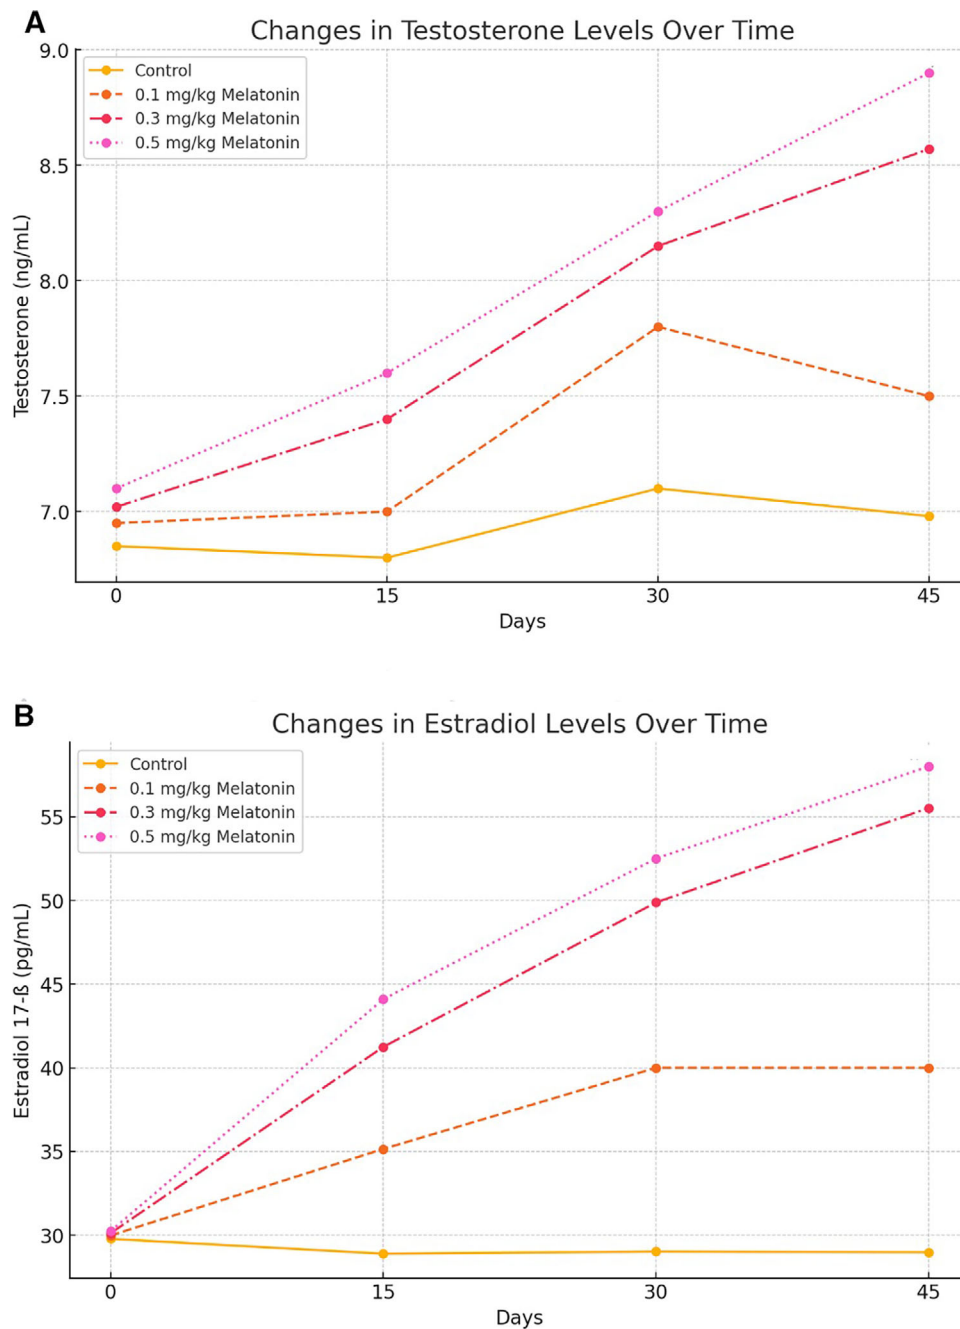 A
Changes in Testosterone Levels Over Time
9.0
Control
0.1 mg/kg Melatonin
0.3 mg/kg Melatonin
0.5 mg/kg Melatonin
8.5
8.0
7.5
7.0
Testosterone (ng/mL)
0 15 30 45
Days
B
Changes in Estradiol Levels Over Time
Control
0.1 mg/kg Melatonin
0.3 mg/kg Melatonin
0.5 mg/kg Melatonin
55
50
45
40
35
30
Estradiol 17-ß (pg/mL)
0 15 30 45
Days